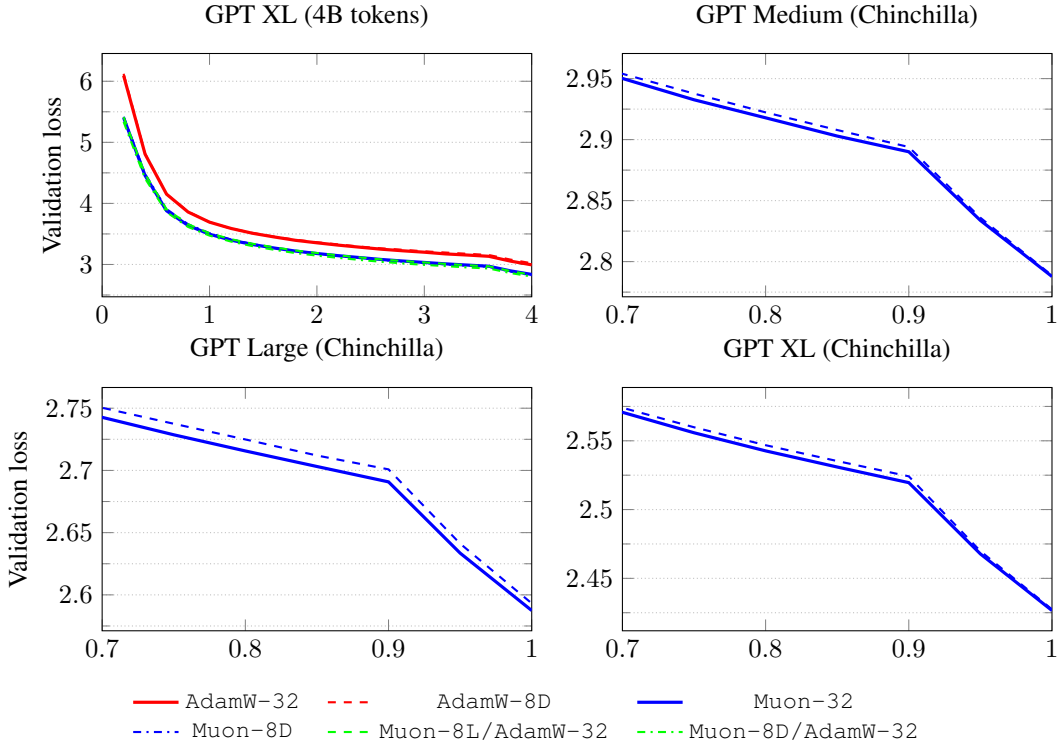 GPT XL (4B tokens)
GPT Medium (Chinchilla)
Validation loss
6
5
4
3
0
1
2
3
4
2.95
2.9
2.85
2.8
0.7
0.8
0.9
1
GPT Large (Chinchilla)
GPT XL (Chinchilla)
Validation loss
2.75
2.7
2.65
2.6
0.7
0.8
0.9
1
2.55
2.5
2.45
0.7
0.8
0.9
1
AdamW-32
AdamW-8D
Muon-32
Muon-8D
Muon-8L/AdamW-32
Muon-8D/AdamW-32